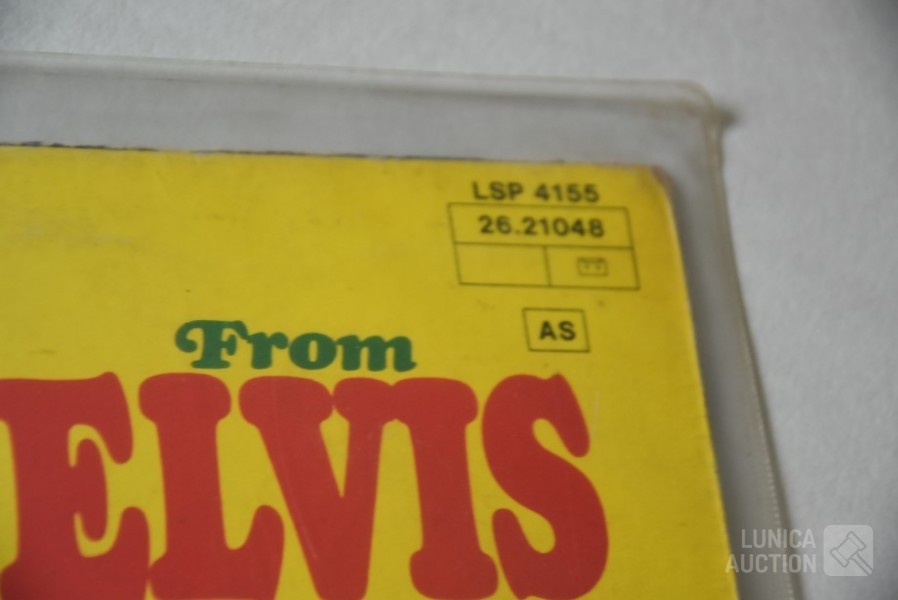 LSP 4155
26.21048
AS
From
ELVIS
LUNICA
AUCTION